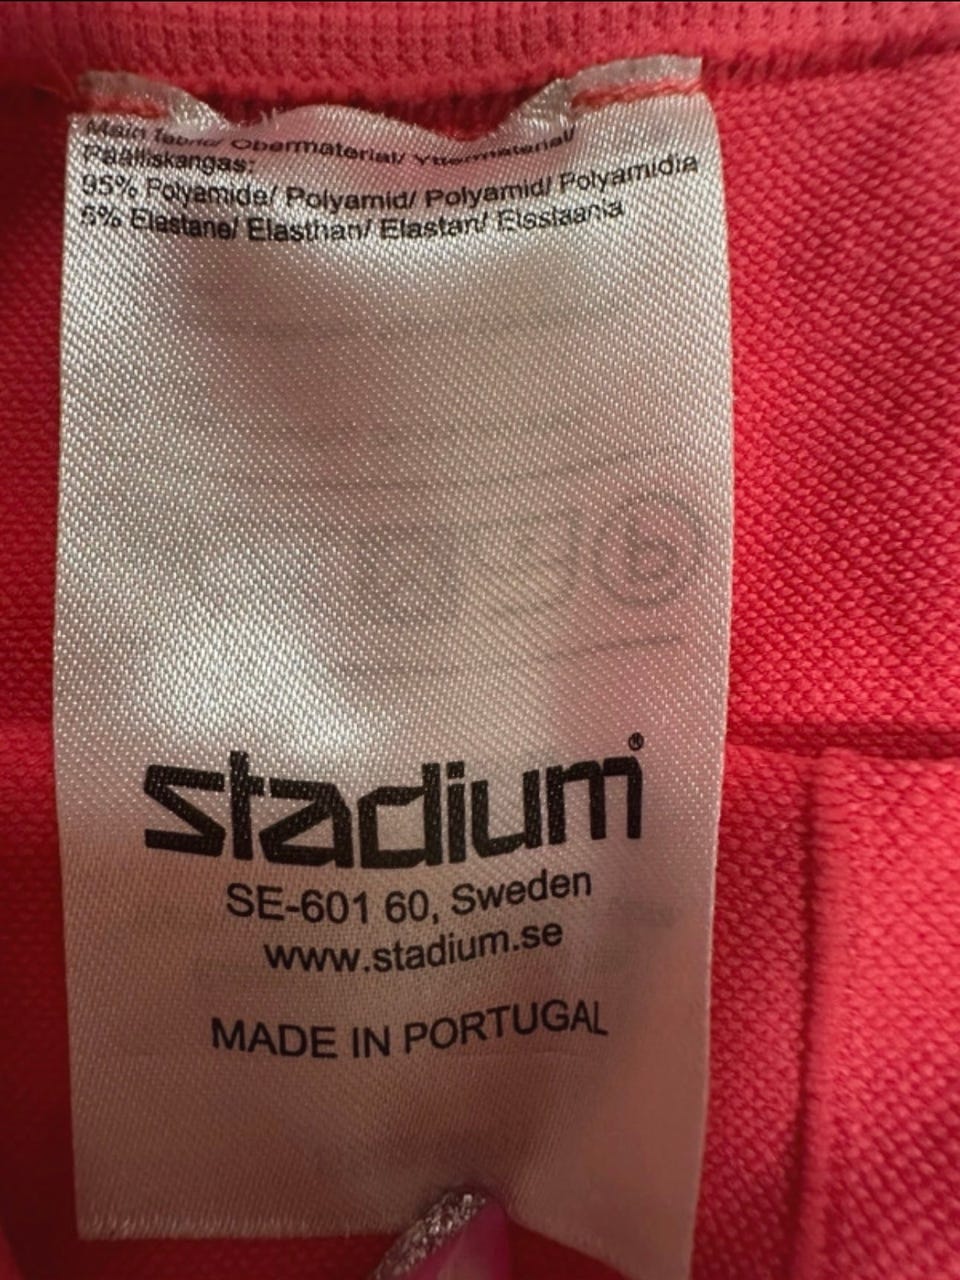 Main fabric/ Obermaterial/ Yttermaterial/
Päälliskangas:
95% Polyamide/ Polyamid/ Polyamid/ Polyamidia
5% Elastane/ Elasthan/ Elastan/ Elastaania
stadium®
SE-601 60, Sweden
www.stadium.se
MADE IN PORTUGAL